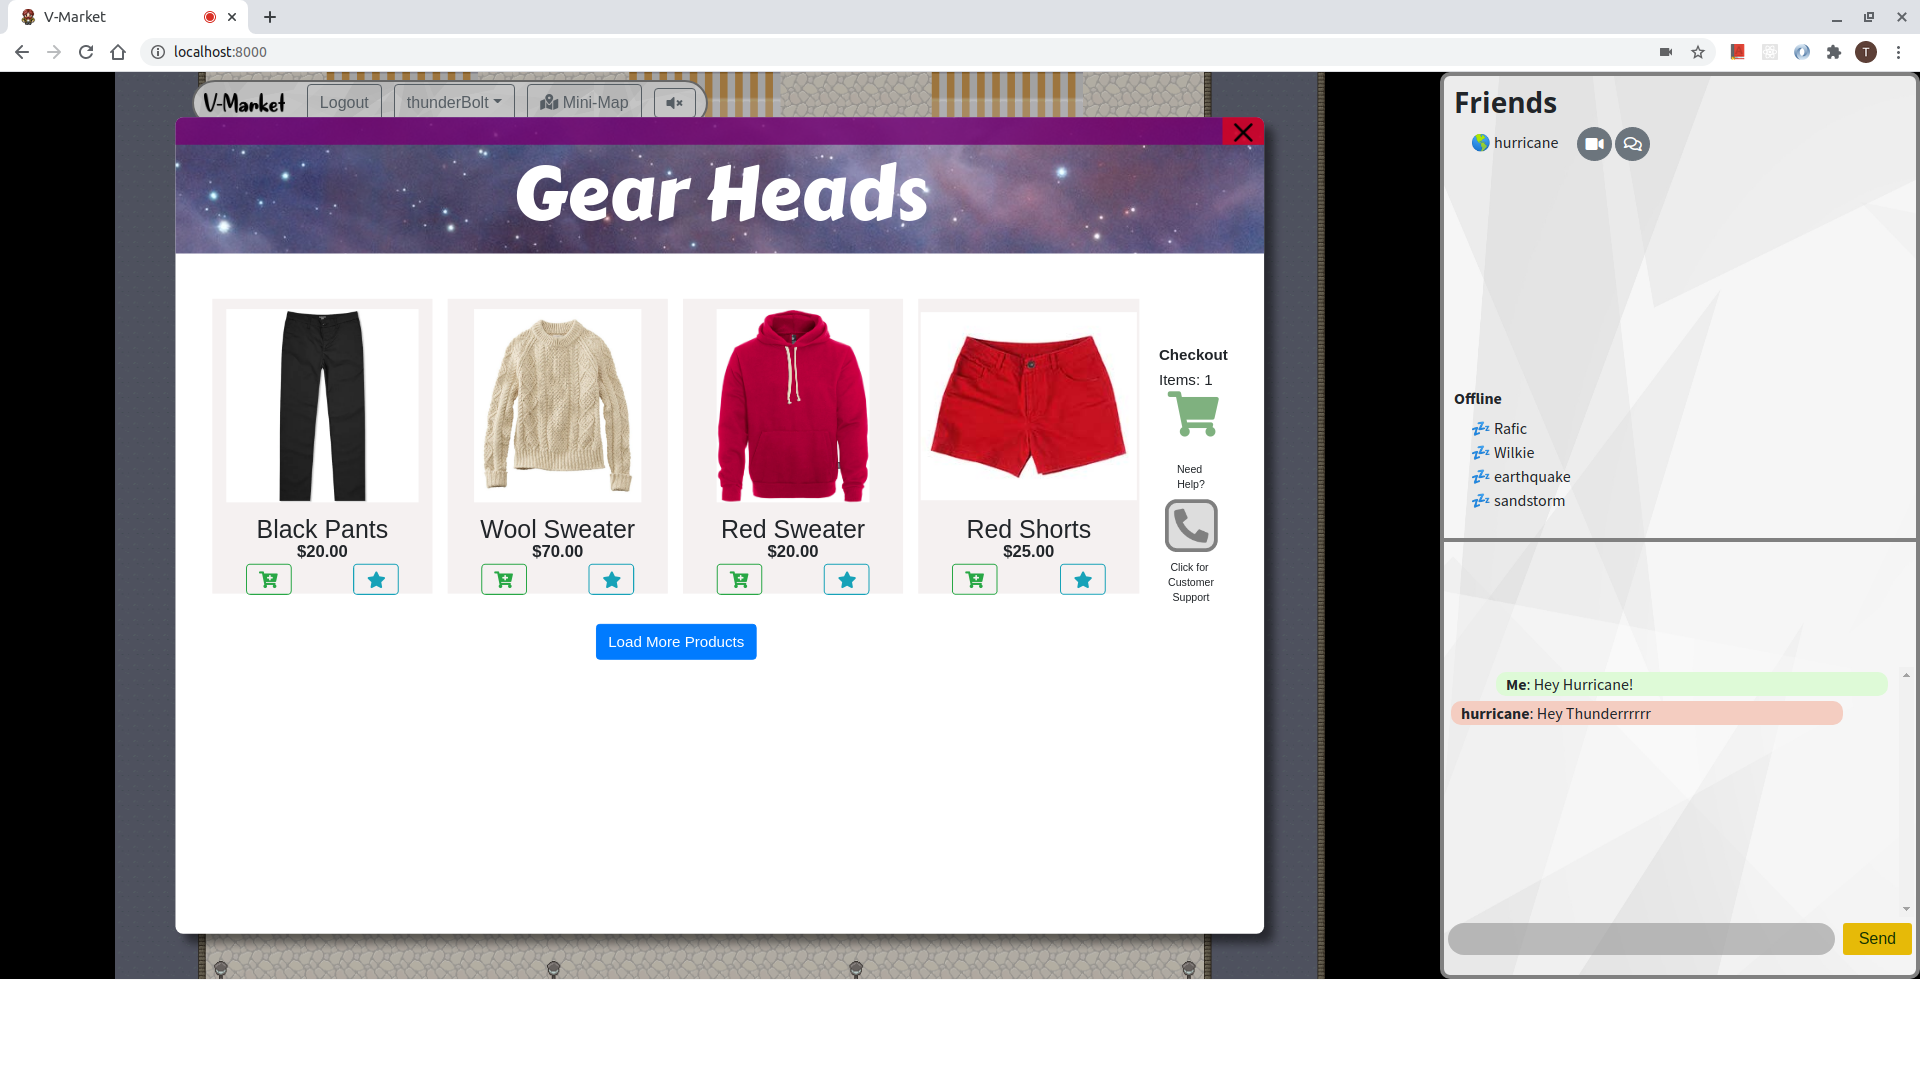 V-Market
localhost:8000
T
V-Market
Logout
thunderBolt
Mini-Map
Gear Heads
Black Pants
$20.00
Wool Sweater
$70.00
Red Sweater
$20.00
Red Shorts
$25.00
Checkout
Items: 1
Need
Help?
Click for
Customer
Support
Load More Products
Friends
hurricane
Offline
Rafic
Wilkie
earthquake
sandstorm
Me: Hey Hurricane!
hurricane: Hey Thunderrrrrr
Send